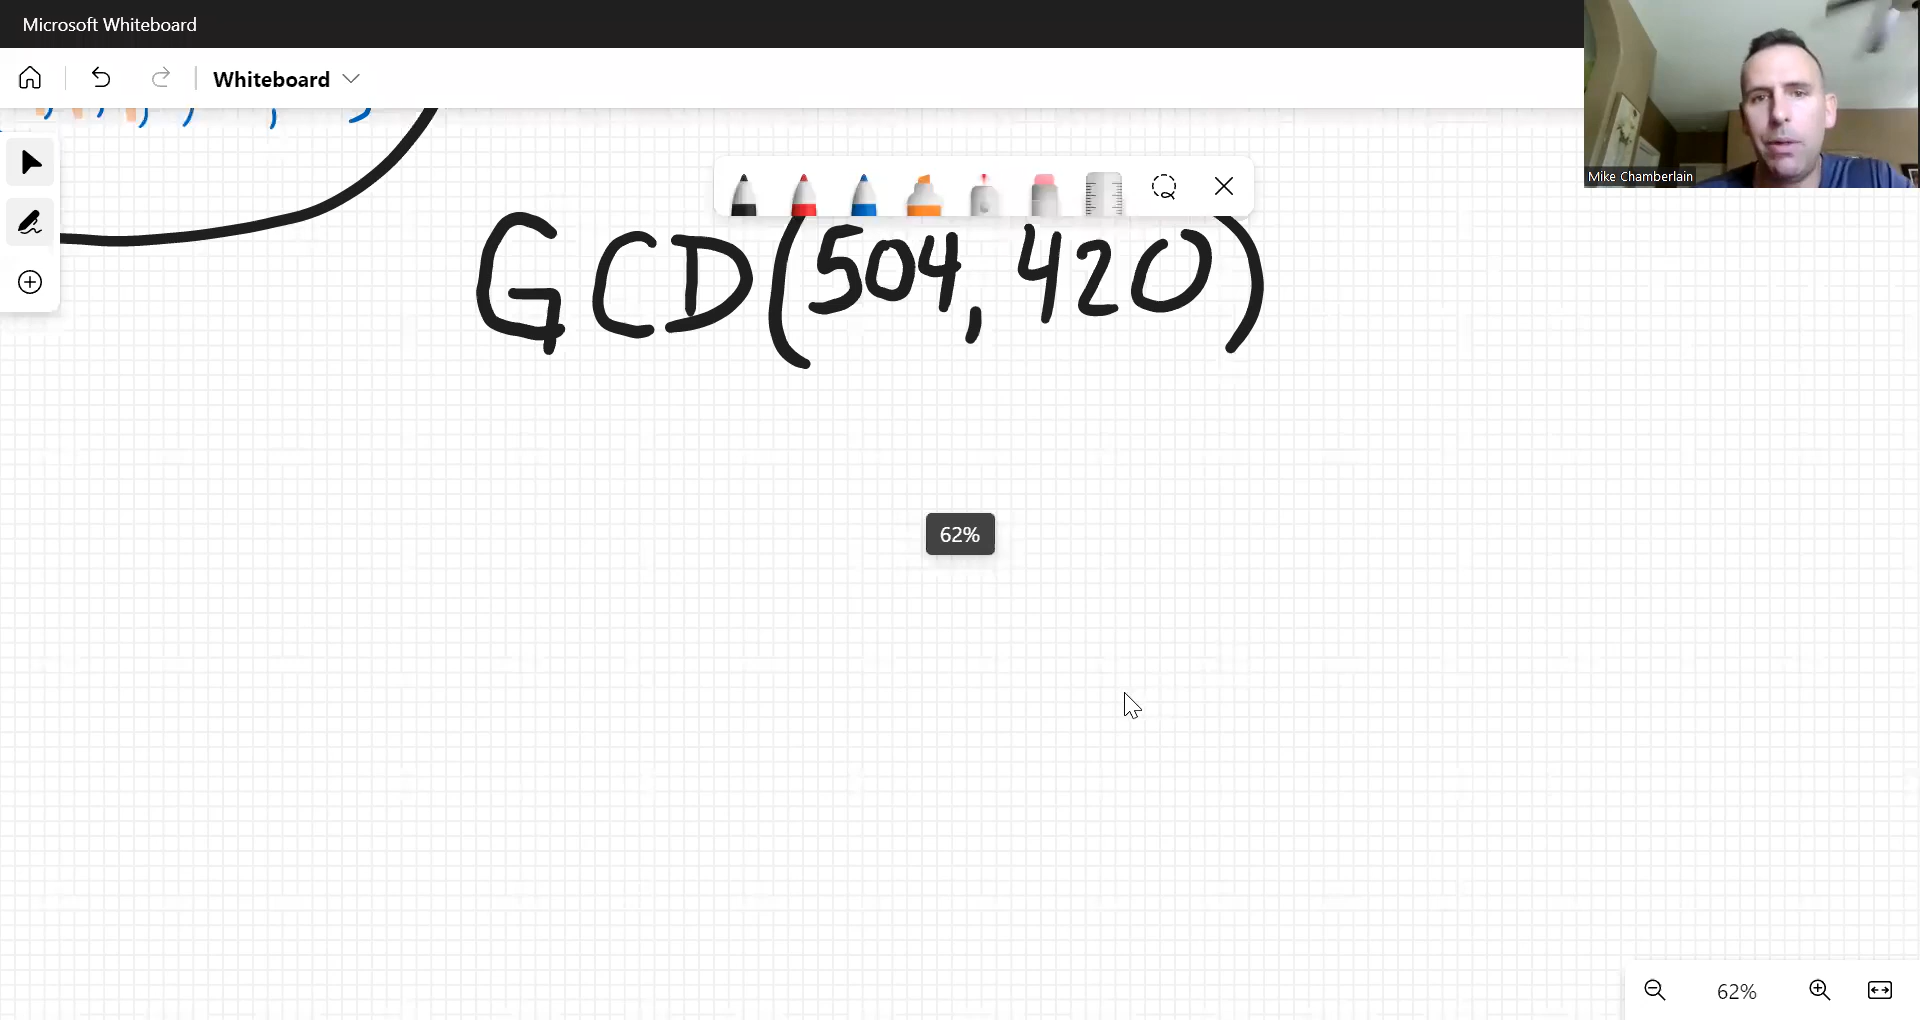 Microsoft Whiteboard
Whiteboard
Mike Chamberlain
GCD(504, 420)
62%
62%